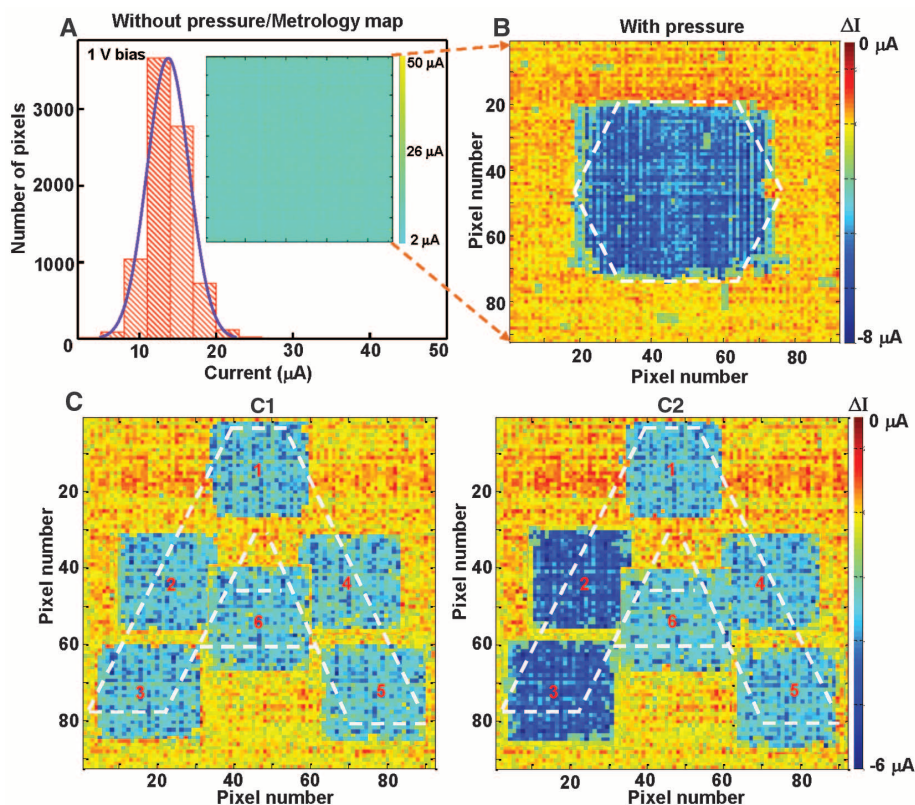 A
Without pressure/Metrology map
1 V bias
50 µA
26 µA
2 µA
Number of pixels
3000
2000
1000
0
10
20
30
40
50
Current (µA)
B
With pressure
ΔI
0 µA
-8 µA
Pixel number
20
40
60
80
20
40
60
80
Pixel number
C
C1
Pixel number
20
40
60
80
1
2
4
6
3
5
20
40
60
80
Pixel number
C2
ΔI
0 µA
-6 µA
Pixel number
20
40
60
80
1
2
4
6
3
5
20
40
60
80
Pixel number